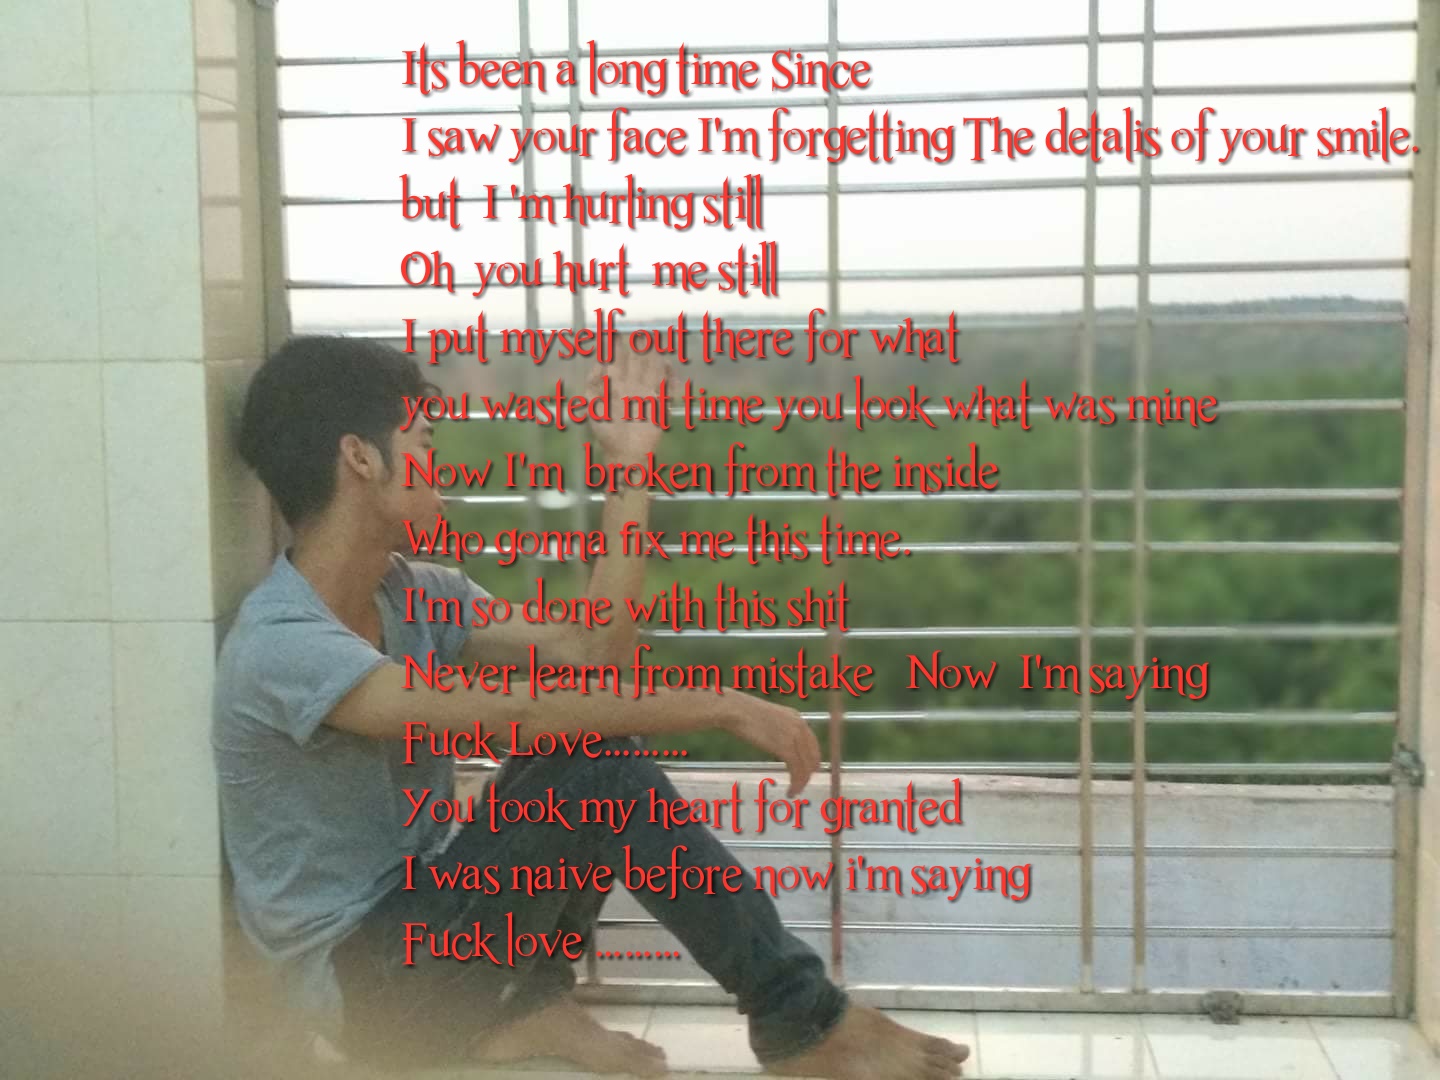 Its been a long time Since
I saw your face I'm forgetting The detalis of your smile.
but I 'm hurling still
Oh you hurt me still
I put myself out there for what
you wasted mt time you look what was mine
Now I'm broken from the inside
Who gonna fix me this time.
I'm so done with this shit
Never learn from mistake Now I'm saying
Fuck Love.........
You took my heart for granted
I was naive before now i'm saying
Fuck love .........